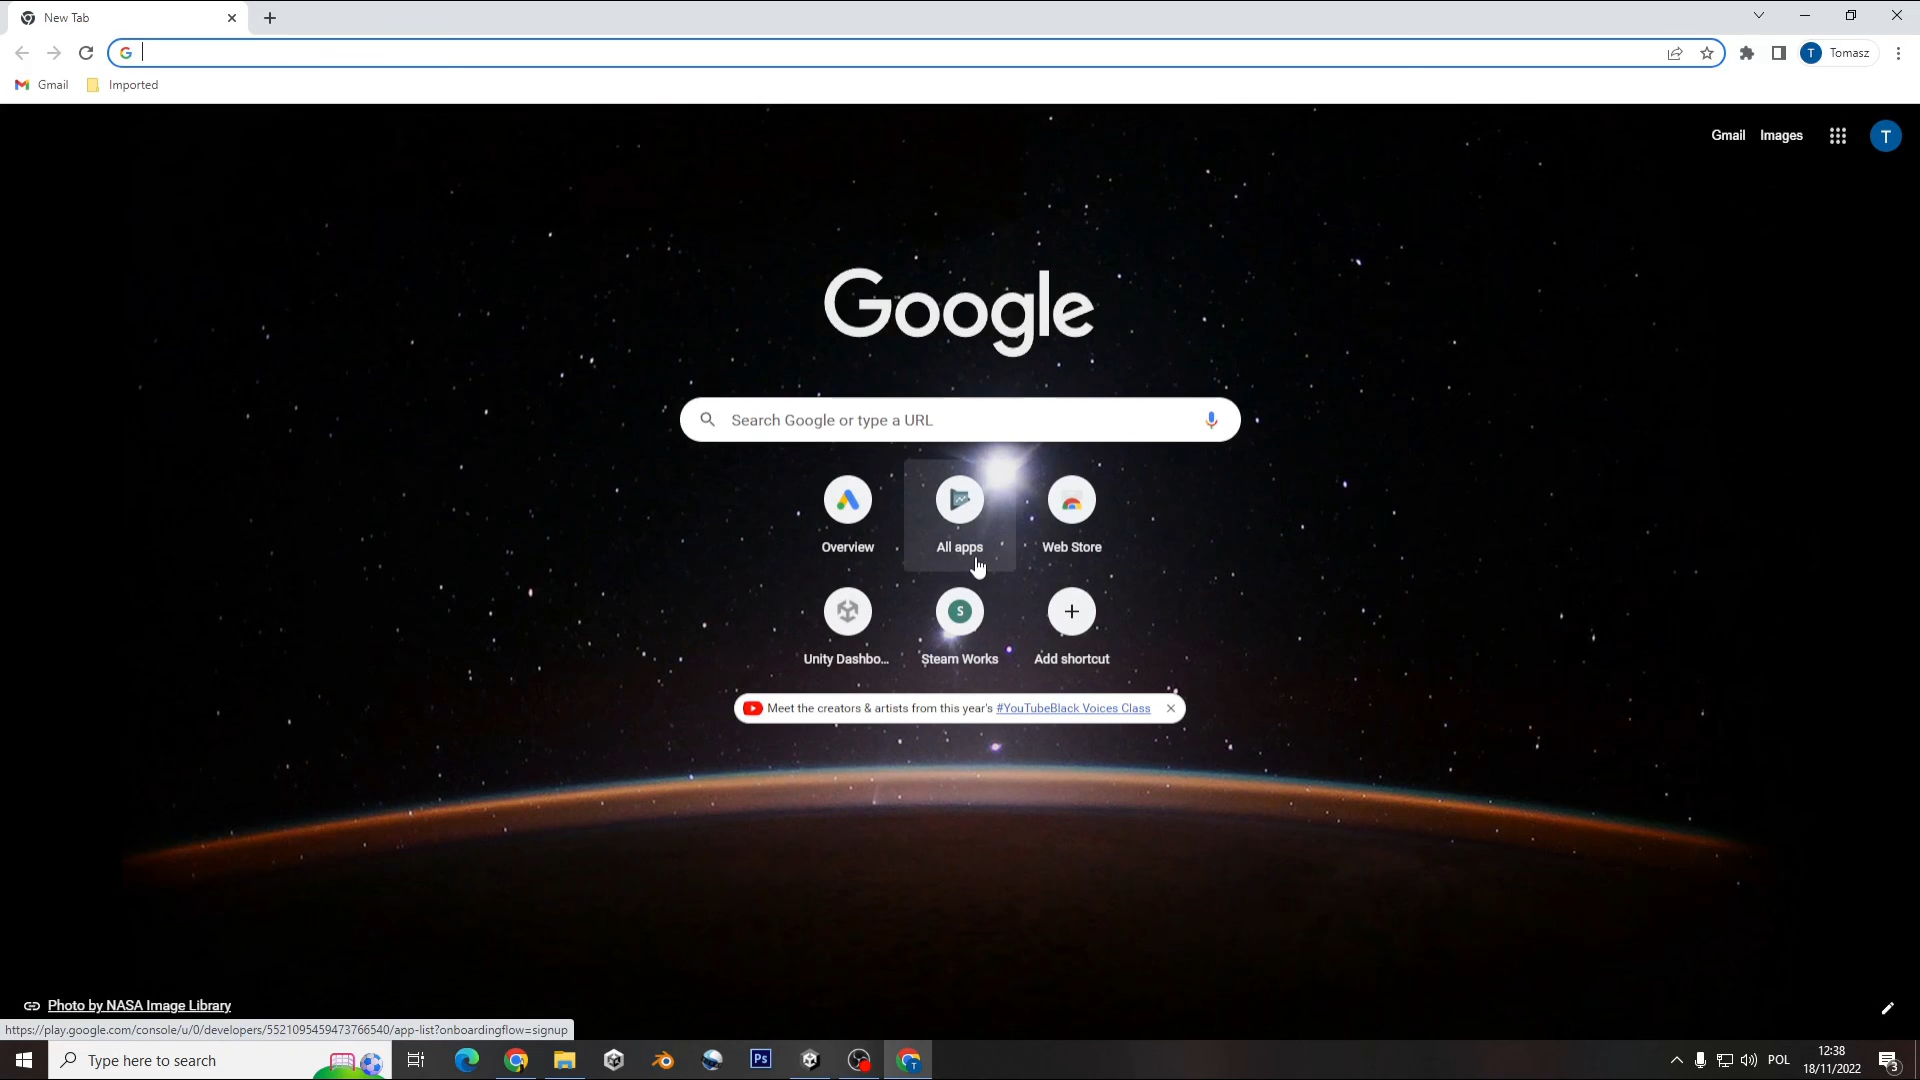 New Tab
Tomasz
Gmail Imported
Gmail Images
T
Google
Search Google or type a URL
Overview All apps Web Store
S
Unity Dashbo... Steam Works Add shortcut
Meet the creators & artists from this year's #YouTubeBlack Voices Class
Photo by NASA Image Library
https://play.google.com/console/u/0/developers/5521095459473766540/app-list?onboardingflow=signup
Type here to search
Ps
T
POL
12:38
18/11/2022
3